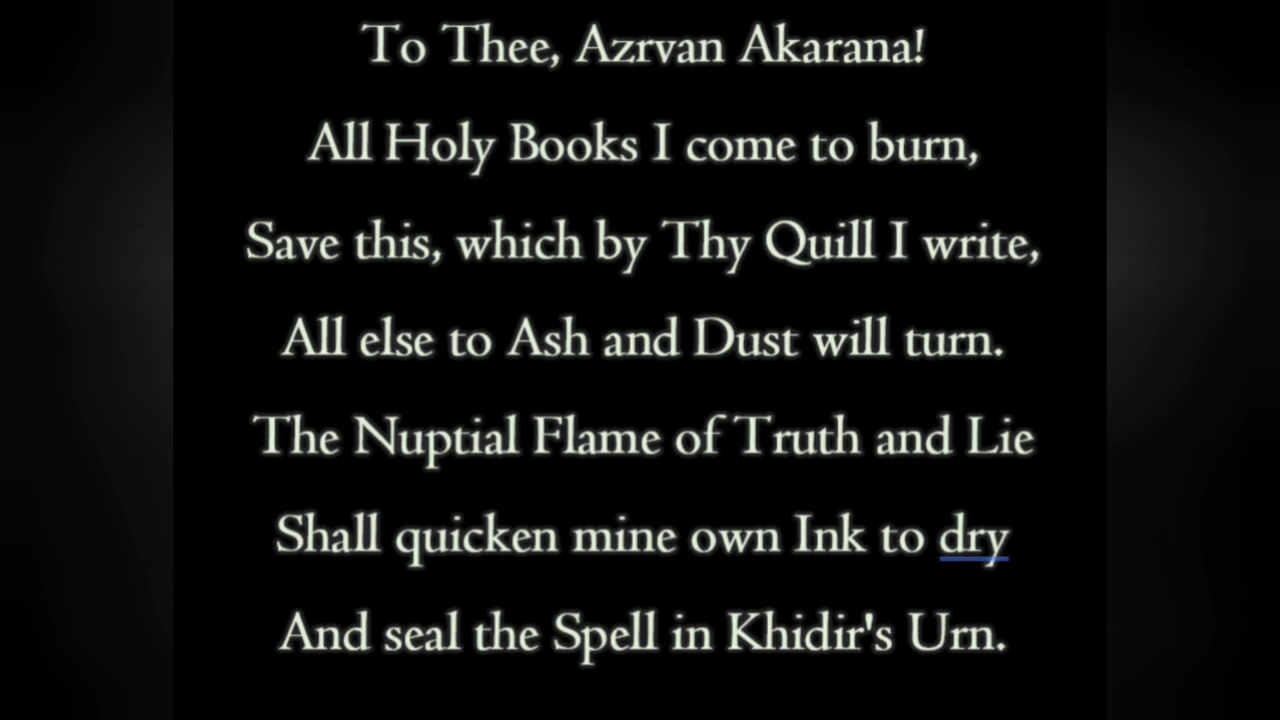 To Thee, Azrvan Akarana!
All Holy Books I come to burn,
Save this, which by Thy Quill I write,
All else to Ash and Dust will turn.
The Nuptial Flame of Truth and Lie
Shall quicken mine own Ink to dry
And seal the Spell in Khidir's Urn.